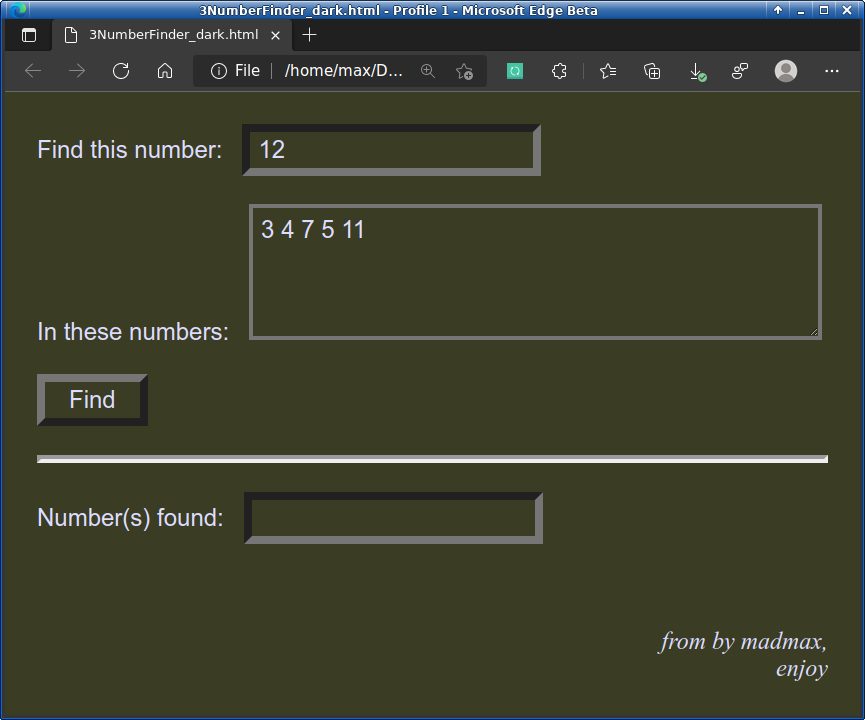 3NumberFinder_dark.html - Profile 1 - Microsoft Edge Beta
3NumberFinder_dark.html
File /home/max/D...
Find this number: 12
3 4 7 5 11
In these numbers:
Find
Number(s) found:
from by madmax,
enjoy